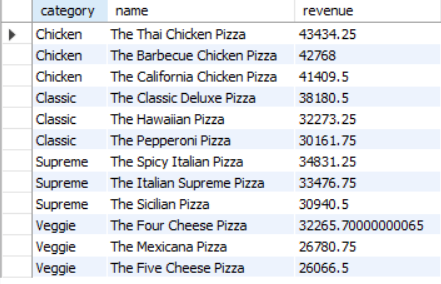 category name revenue
Chicken The Thai Chicken Pizza 43434.25
Chicken The Barbecue Chicken Pizza 42768
Chicken The California Chicken Pizza 41409.5
Classic The Classic Deluxe Pizza 38180.5
Classic The Hawaiian Pizza 32273.25
Classic The Pepperoni Pizza 30161.75
Supreme The Spicy Italian Pizza 34831.25
Supreme The Italian Supreme Pizza 33476.75
Supreme The Sicilian Pizza 30940.5
Veggie The Four Cheese Pizza 32265.70000000065
Veggie The Mexicana Pizza 26780.75
Veggie The Five Cheese Pizza 26066.5